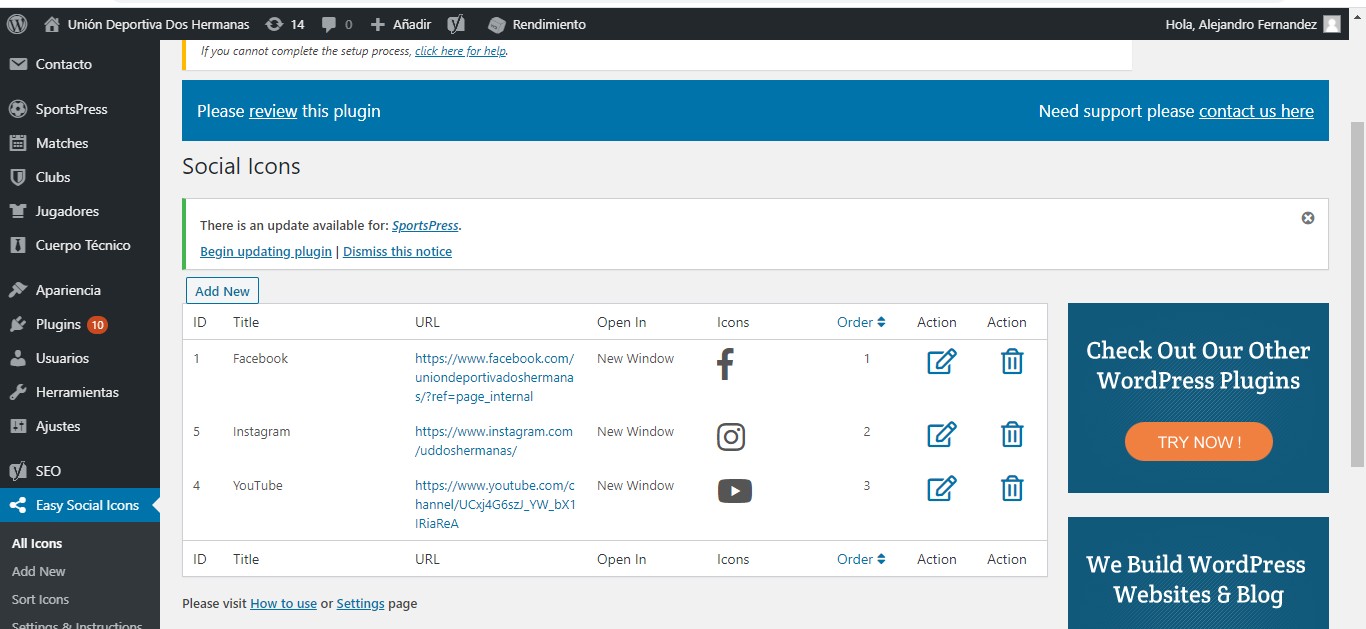 Unión Deportiva Dos Hermanas 14 0 Añadir Rendimiento Hola, Alejandro Fernandez
Contacto
SportsPress
Matches
Clubs
Jugadores
Cuerpo Técnico
Apariencia
Plugins 10
Usuarios
Herramientas
Ajustes
SEO
Easy Social Icons
All Icons
Add New
Sort Icons
Settings & Instructions
If you cannot complete the setup process, click here for help.
Please review this plugin
Need support please contact us here
Social Icons
There is an update available for: SportsPress.
Begin updating plugin | Dismiss this notice
Add New
ID Title URL Open In Icons Order Action Action
1 Facebook https://www.facebook.com/ New Window 1
uniondeportivadoshermana
s/?ref=page_internal
5 Instagram https://www.instagram.com New Window 2
/uddoshermanas/
4 YouTube https://www.youtube.com/c New Window 3
hannel/UCxj4G6szJ_YW_bX1
IRiaReA
ID Title URL Open In Icons Order Action Action
Please visit How to use or Settings page
Check Out Our Other
WordPress Plugins
TRY NOW !
We Build WordPress
Websites & Blog